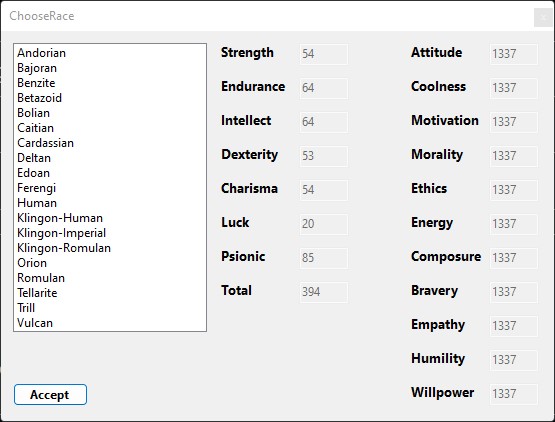 ChooseRace
Andorian
Bajoran
Benzite
Betazoid
Bolian
Caitian
Cardassian
Deltan
Edoan
Ferengi
Human
Klingon-Human
Klingon-Imperial
Klingon-Romulan
Orion
Romulan
Tellarite
Trill
Vulcan
Accept
Strength 54
Endurance 64
Intellect 64
Dexterity 53
Charisma 54
Luck 20
Psionic 85
Total 394
Attitude 1337
Coolness 1337
Motivation 1337
Morality 1337
Ethics 1337
Energy 1337
Composure 1337
Bravery 1337
Empathy 1337
Humility 1337
Willpower 1337